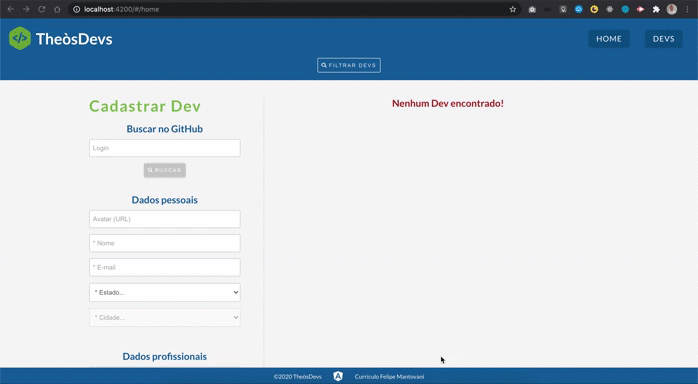 localhost:4200/#/home
TheòsDevs
HOME
DEVS
FILTRAR DEVS
Cadastrar Dev
Nenhum Dev encontrado!
Buscar no GitHub
Login
BUSCAR
Dados pessoais
Avatar (URL)
* Nome
* E-mail
* Estado...
* Cidade...
Dados profissionais
©2020 TheòsDevs
Currículo Felipe Mantovani